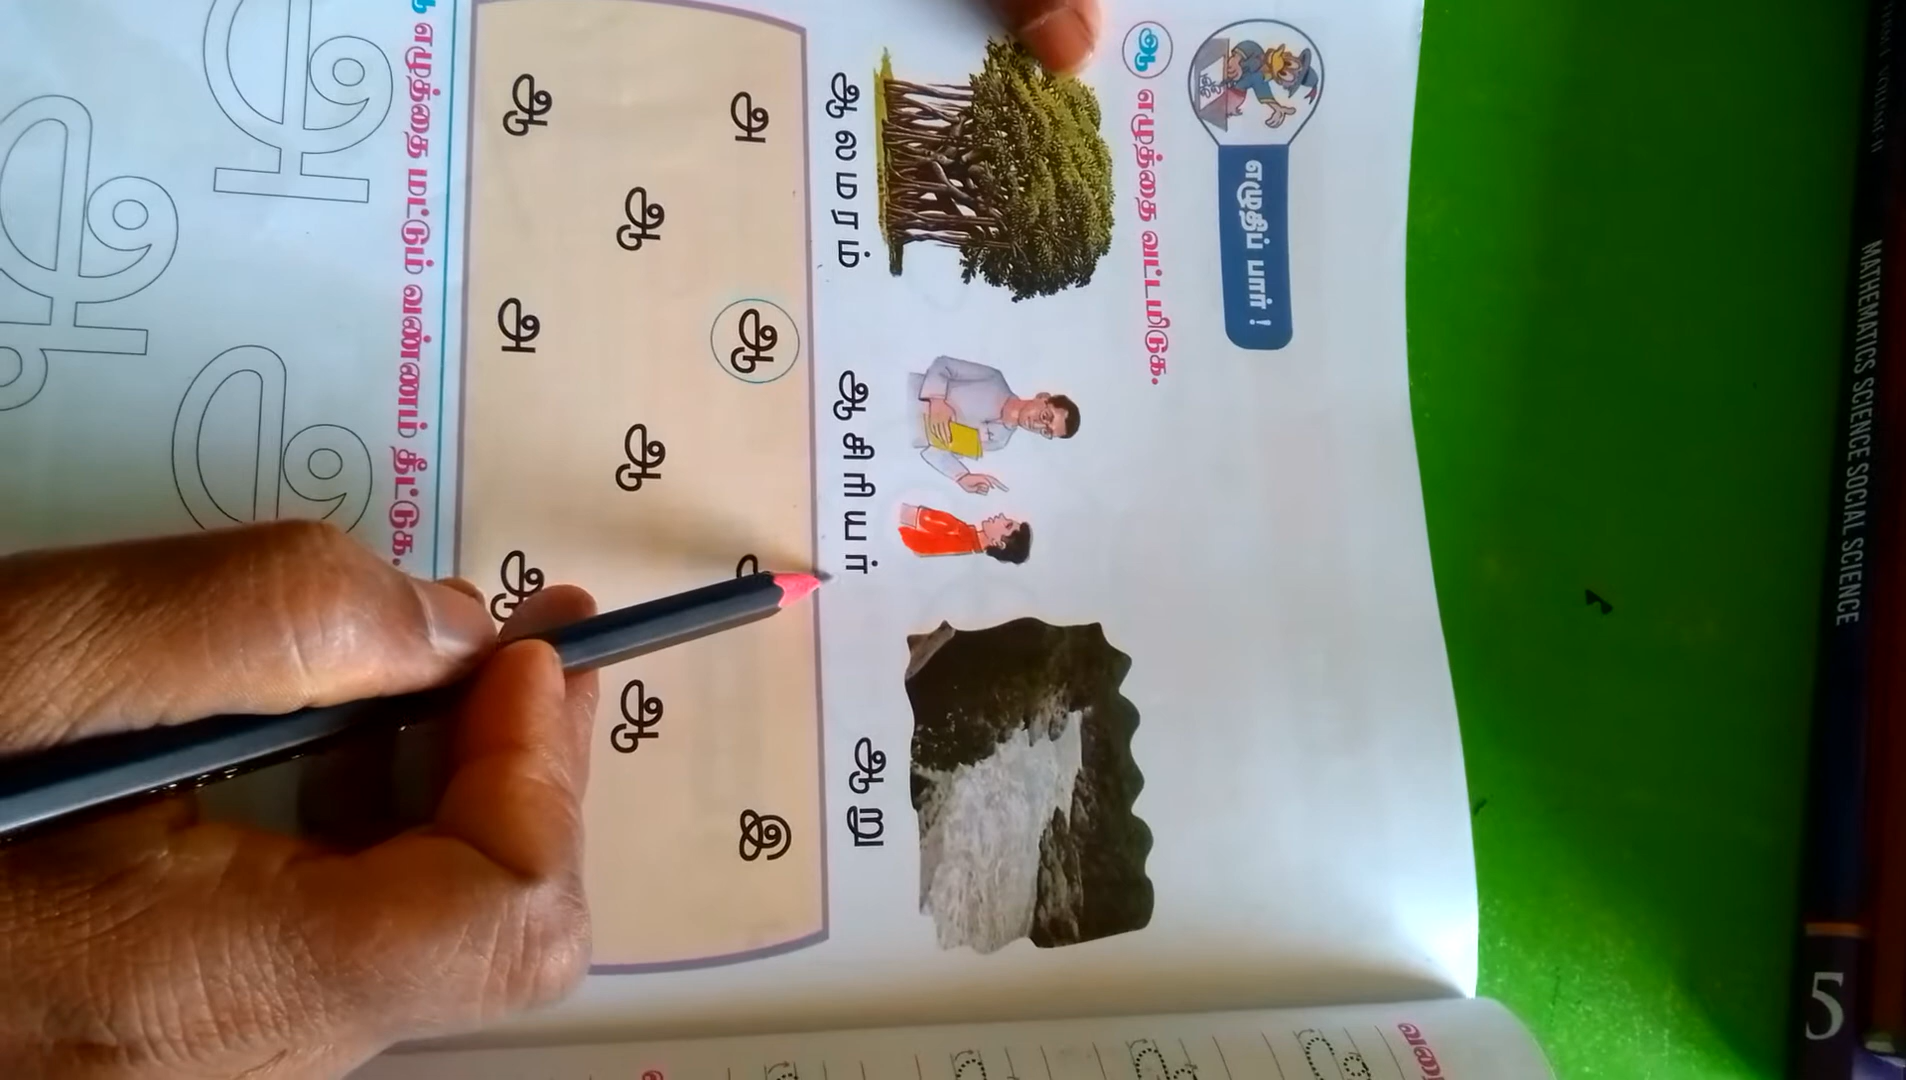 எழுதிப் பார் !
ஆ எழுத்தை வட்டமிடுக.
ஆலமரம் ஆசிரியர் ஆறு
அ ஆ இ
ஆ ஆ ஆ
ஆ அ ஆ
எழுத்தை மட்டும் வண்ணம் தீட்டுக.
அ
ஆ
MATHEMATICS SCIENCE SOCIAL SCIENCE
5